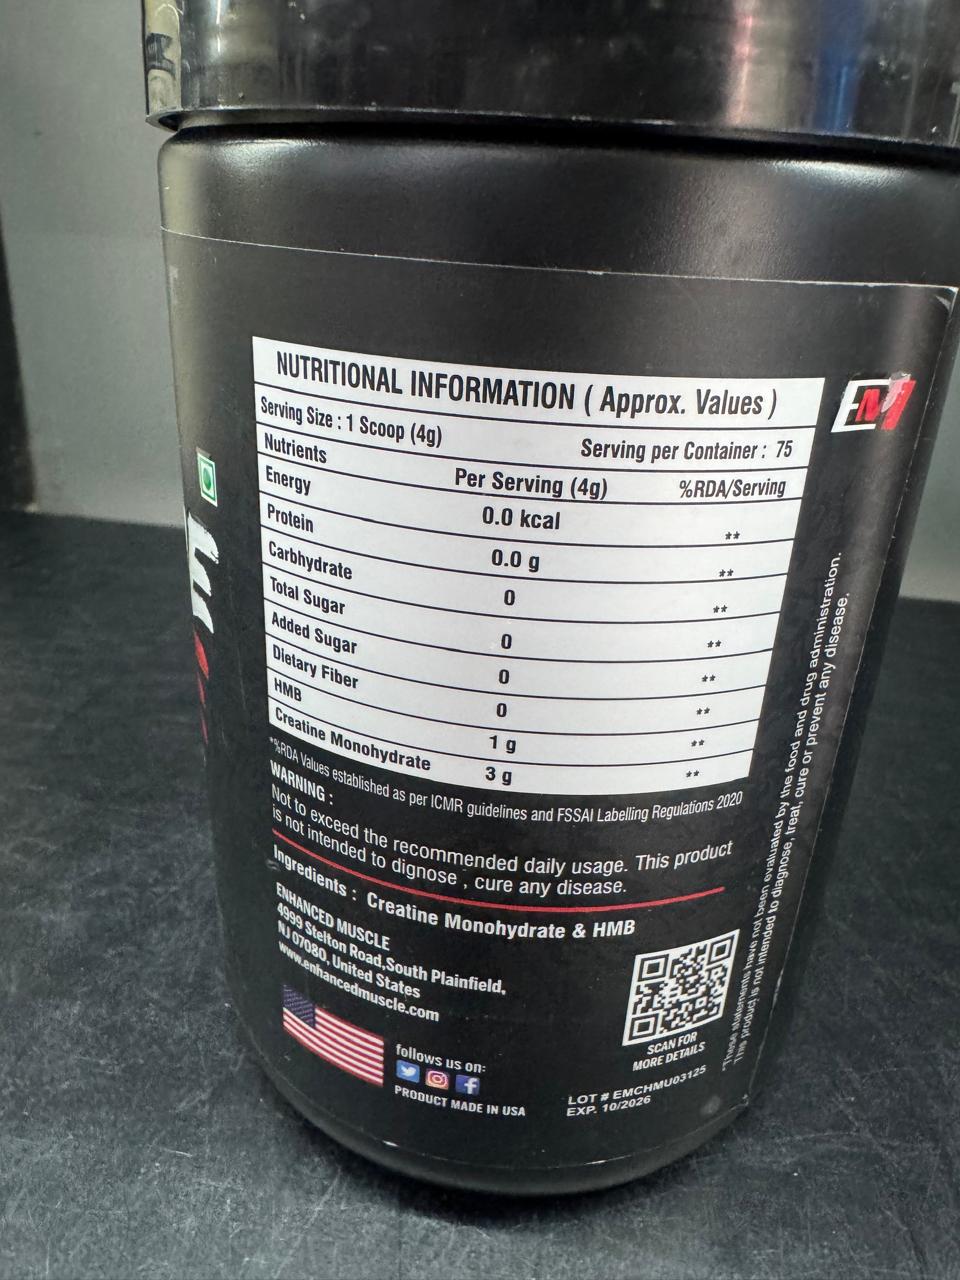 NUTRITIONAL INFORMATION ( Approx. Values )
Serving Size : 1 Scoop (4g) Serving per Container : 75
Nutrients Per Serving (4g) %RDA/Serving
Energy 0.0 kcal **
Protein 0.0 g **
Carbhydrate 0 **
Total Sugar 0 **
Added Sugar 0 **
Dietary Fiber 0 **
HMB 1 g **
Creatine Monohydrate 3 g **
*%RDA Values established as per ICMR guidelines and FSSAI Labelling Regulations 2020
WARNING :
Not to exceed the recommended daily usage. This product
is not intended to dignose , cure any disease.
Ingredients : Creatine Monohydrate & HMB
ENHANCED MUSCLE
4999 Stelton Road,South Plainfield,
NJ 07080, United States
www.enhancedmuscle.com
follows us on:
PRODUCT MADE IN USA
SCAN FOR
MORE DETAILS
LOT # EMCHMU03125
EXP. 10/2026
*These statements have not been evaluated by the food and drug administration.
This product is not intended to diagnose, treat, cure or prevent any disease.
EM